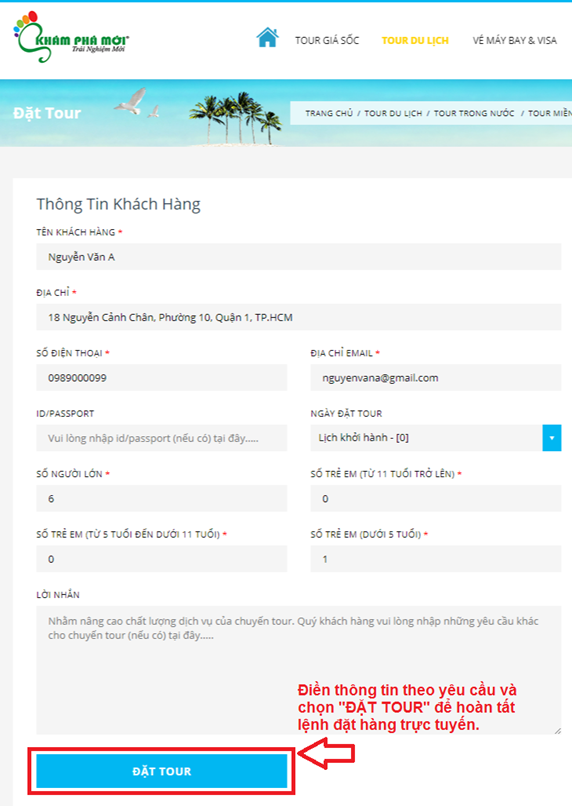 KHÁM PHÁ MỚI
Trải Nghiệm Mới
TOUR GIÁ SỐC
TOUR DU LỊCH
VÉ MÁY BAY & VISA
Đặt Tour
TRANG CHỦ / TOUR DU LỊCH / TOUR TRONG NƯỚC / TOUR MIỀN
Thông Tin Khách Hàng
TÊN KHÁCH HÀNG *
Nguyễn Văn A
ĐỊA CHỈ *
18 Nguyễn Cảnh Chân, Phường 10, Quận 1, TP.HCM
SỐ ĐIỆN THOẠI *
ĐỊA CHỈ EMAIL *
0989000099
nguyenvana@gmail.com
ID/PASSPORT
NGÀY ĐẶT TOUR
Vui lòng nhập id/passport (nếu có) tại đây.....
Lịch khởi hành - [0]
SỐ NGƯỜI LỚN *
SỐ TRẺ EM (TỪ 11 TUỔI TRỞ LÊN) *
6
0
SỐ TRẺ EM (TỪ 5 TUỔI ĐẾN DƯỚI 11 TUỔI) *
SỐ TRẺ EM (DƯỚI 5 TUỔI) *
0
1
LỜI NHẮN
Nhằm nâng cao chất lượng dịch vụ của chuyến tour. Quý khách hàng vui lòng nhập những yêu cầu khác
cho chuyến tour (nếu có) tại đây.....
Điền thông tin theo yêu cầu và
chọn "ĐẶT TOUR" để hoàn tất
lệnh đặt hàng trực tuyến.
ĐẶT TOUR